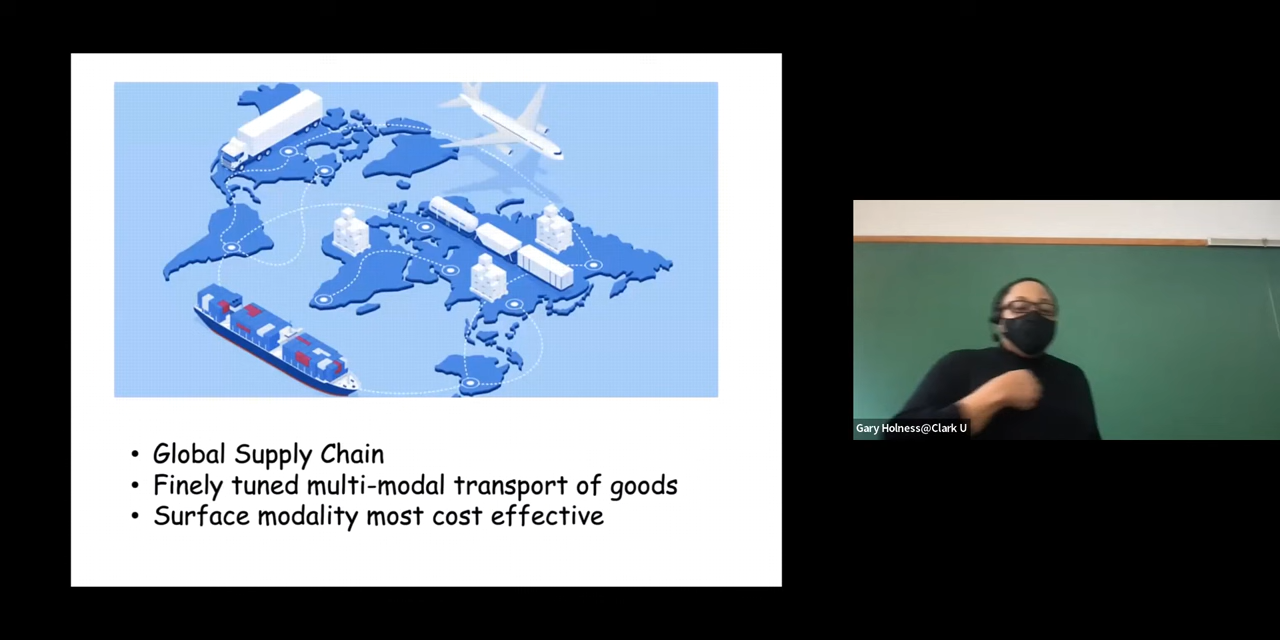 • Global Supply Chain
• Finely tuned multi-modal transport of goods
• Surface modality most cost effective
Gary Holness@Clark U